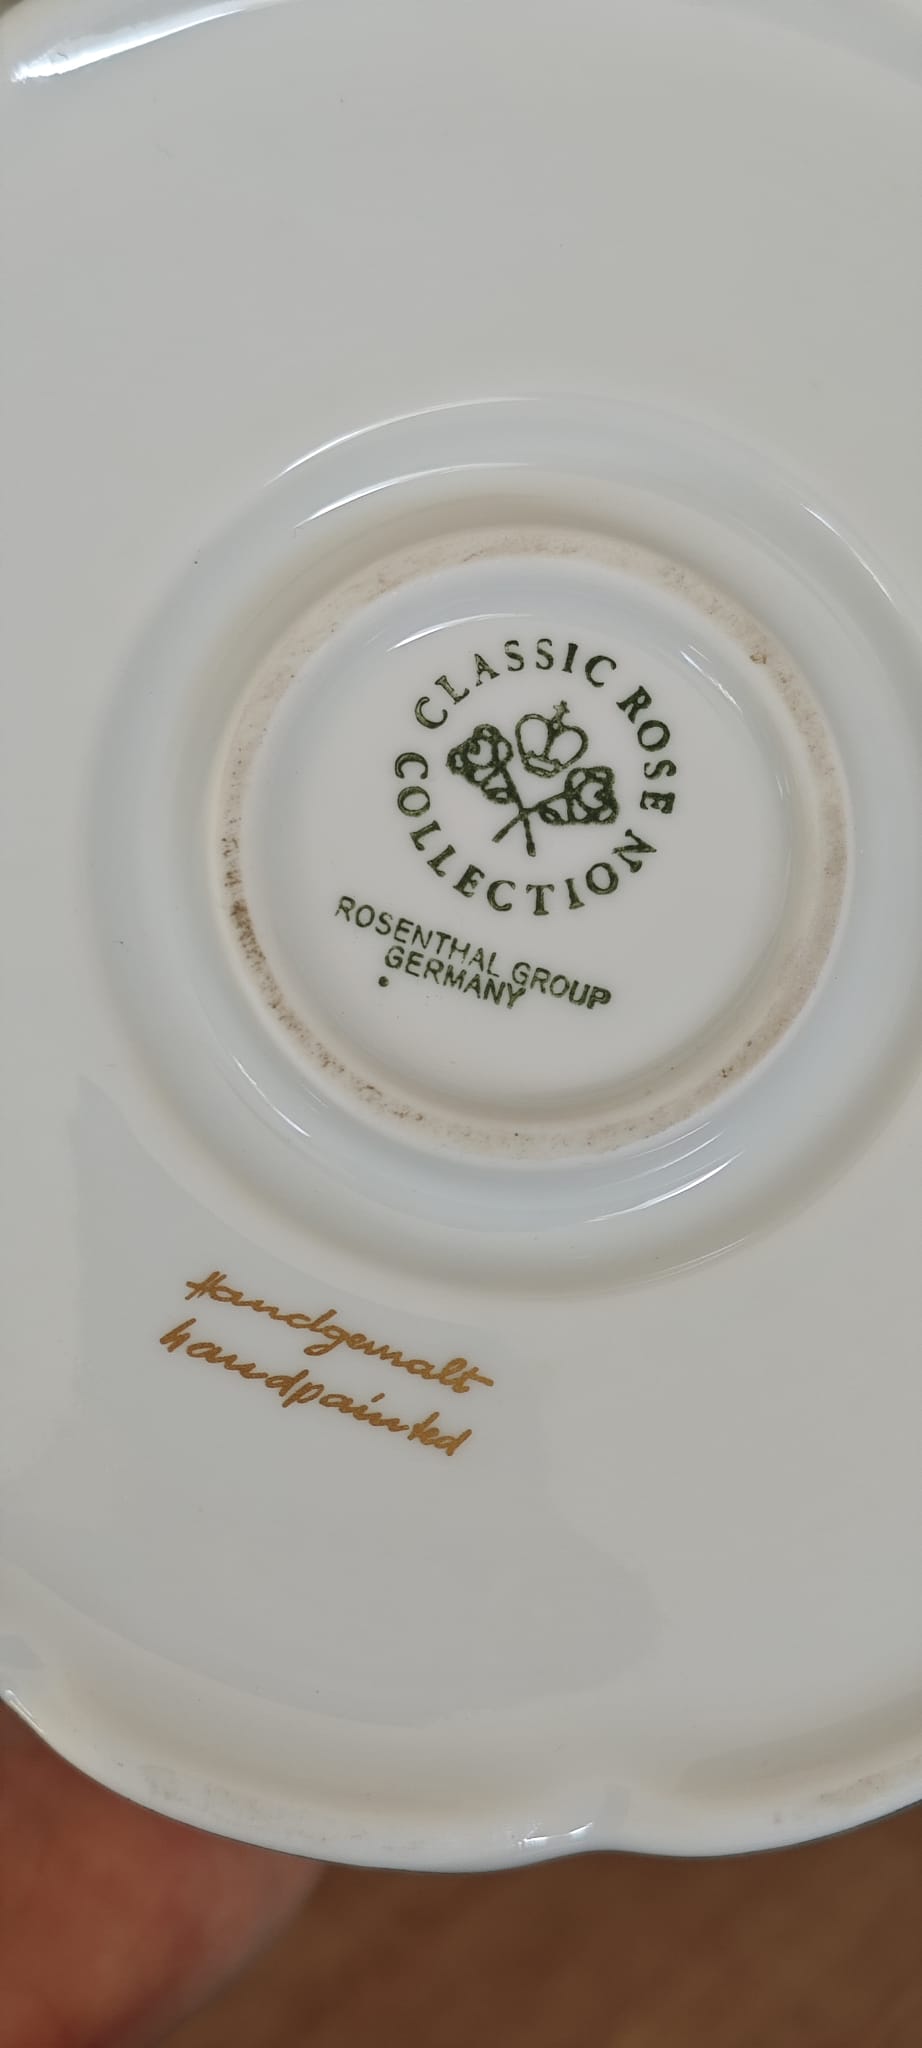 CLASSIC ROSE
COLLECTION
ROSENTHAL GROUP
GERMANY
Handgemalt
handpainted